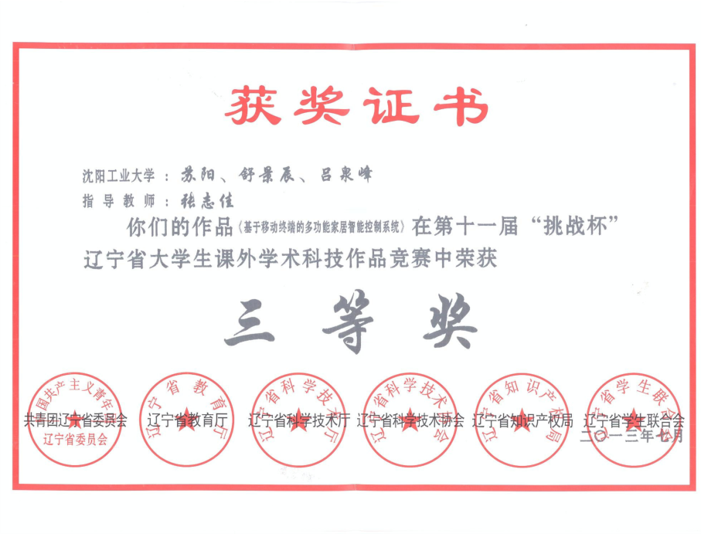 获奖证书
沈阳工业大学：苏阳、舒景辰、吕泉峰
指导教师：张志佳
你们的作品（基于移动终端的多功能家居智能控制系统）在第十一届“挑战杯”
辽宁省大学生课外学术科技作品竞赛中荣获
三等奖
共青团辽宁省委员会 辽宁省教育厅 辽宁省科学技术厅 辽宁省科学技术协会 辽宁省知识产权局 辽宁省学生联合会
二〇一三年七月
中国共产主义青年团
辽宁省委员会
辽宁省教育厅
辽宁省科学技术厅
辽宁省科学技术协会
辽宁省知识产权局
辽宁省学生联合会